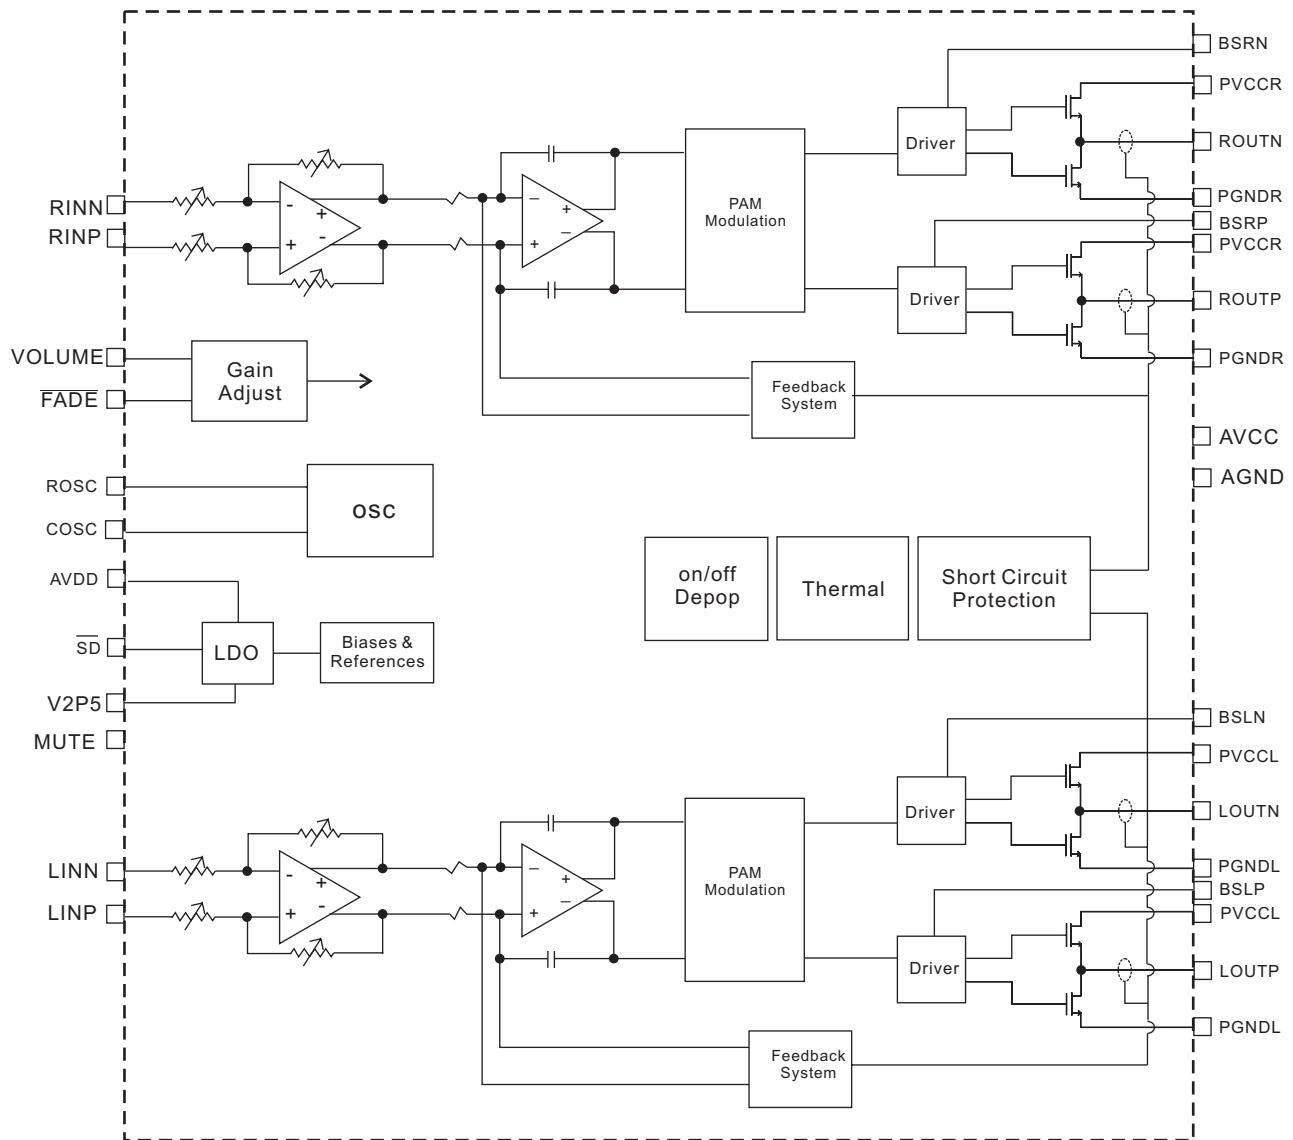 BSRN
PVCCR
Driver
ROUTN
PAM
Modulation
RINN
- +
- +
PGNDR
RINP
+ -
+ -
BSRP
PVCCR
Driver
ROUTP
VOLUME
Gain
Adjust
PGNDR
FADE
Feedback
System
AVCC
AGND
ROSC
OSC
COSC
AVDD
on/off
Depop
Thermal
Short Circuit
Protection
SD
LDO
Biases &
References
V2P5
MUTE
BSLN
PVCCL
Driver
LOUTN
PAM
Modulation
LINN
- +
- +
PGNDL
BSLP
LINP
+ -
+ -
PVCCL
Driver
LOUTP
PGNDL
Feedback
System